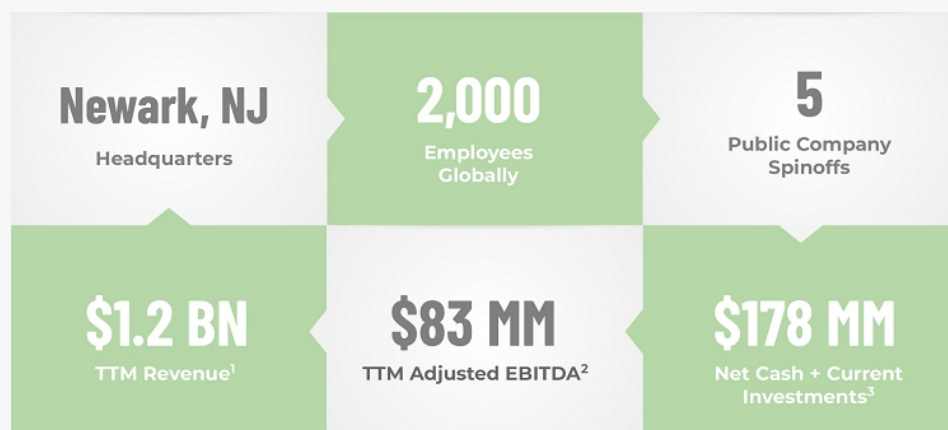 Newark, NJ
Headquarters
2,000
Employees
Globally
5
Public Company
Spinoffs
$1.2 BN
TTM Revenue¹
$83 MM
TTM Adjusted EBITDA²
$178 MM
Net Cash + Current
Investments³